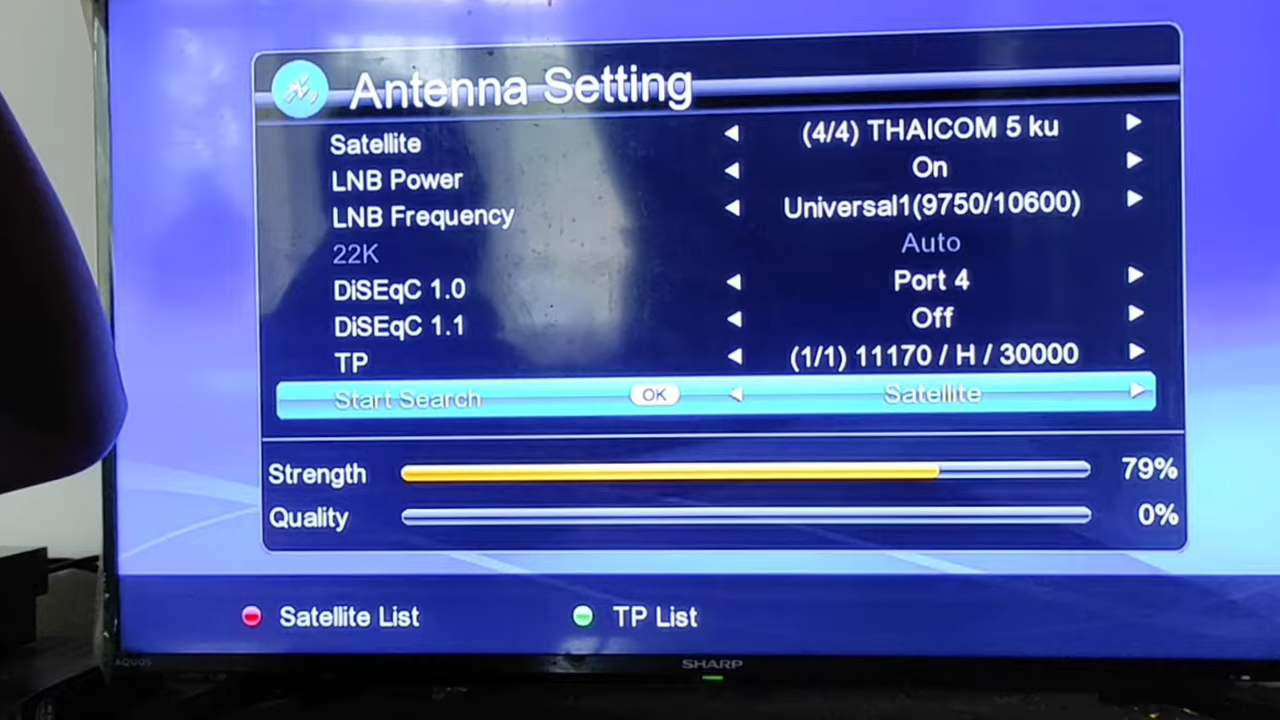 Antenna Setting
Satellite (4/4) THAICOM 5 ku
LNB Power On
LNB Frequency Universal1(9750/10600)
22K Auto
DiSEqC 1.0 Port 4
DiSEqC 1.1 Off
TP (1/1) 11170 / H / 30000
Start Search OK Satellite
Strength 79%
Quality 0%
Satellite List TP List
AQUOS SHARP